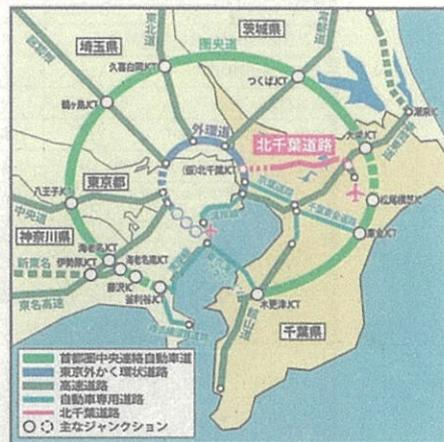 茨城県
埼玉県
東北道
圏央道
久喜白岡JCT
つくばJCT
鶴ヶ島JCT
外環道
北千葉道路
大栄JCT
潮来IC
(仮)北千葉JCT
東京都
八王子JCT
中央道
京葉道路
千葉東金道路
松尾横芝IC
東金JCT
神奈川県
海老名JCT
海老名南JCT
新東名
伊勢原JCT
東名高速
藤沢IC
釜利谷JCT
木更津JCT
館山道
千葉県
首都圏中央連絡自動車道
東京外かく環状道路
高速道路
自動車専用道路
北千葉道路
主なジャンクション